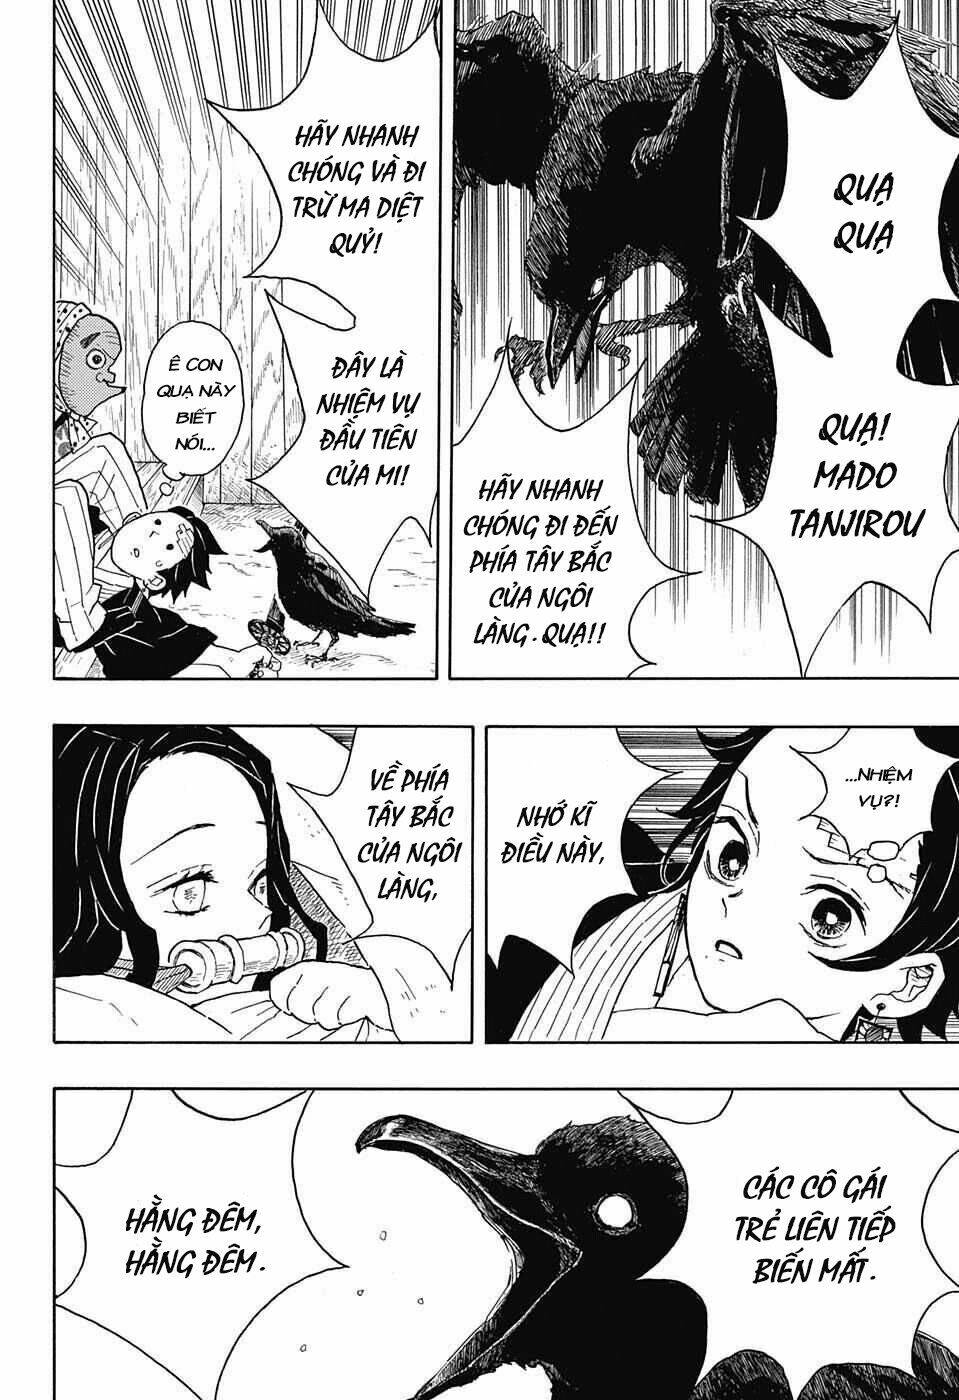 QUẠ
QUẠ
QUẠ!
MADO
TANJIROU
HÃY NHANH
CHÓNG ĐI ĐẾN
PHÍA TÂY BẮC
CỦA NGÔI
LÀNG. QUẠ!!
HÃY NHANH
CHÓNG VÀ ĐI
TRỪ MA DIỆT
QUỶ!
ĐÂY LÀ
NHIỆM VỤ
ĐẦU TIÊN
CỦA MI!
Ê CON
QUẠ NÀY
BIẾT
NÓI...
...NHIỆM
VỤ?!
NHỚ KĨ
ĐIỀU NÀY,
VỀ PHÍA
TÂY BẮC
CỦA NGÔI
LÀNG,
CÁC CÔ GÁI
TRẺ LIÊN TIẾP
BIẾN MẤT.
HẰNG ĐÊM,
HẰNG ĐÊM.